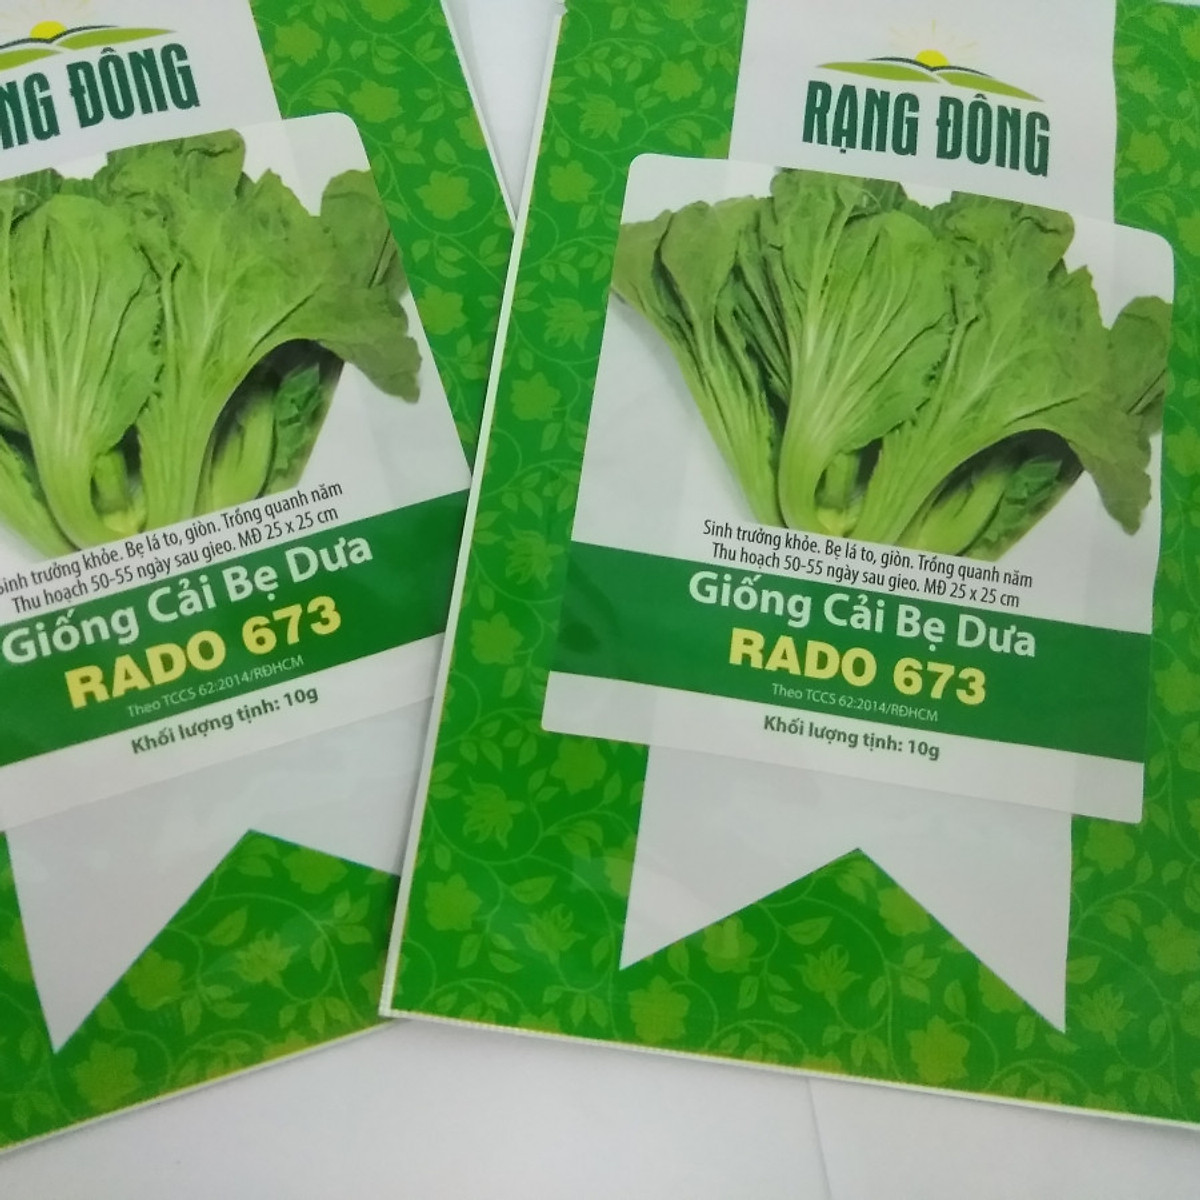 NG ĐÔNG
Sinh trưởng khỏe. Bẹ lá to, giòn. Trồng quanh năm
Thu hoạch 50-55 ngày sau gieo. MĐ 25 x 25 cm
Giống Cải Bẹ Dưa
RADO 673
Theo TCCS 62:2014/RĐHCM
Khối lượng tịnh: 10g
RẠNG ĐÔNG
Sinh trưởng khỏe. Bẹ lá to, giòn. Trồng quanh năm
Thu hoạch 50-55 ngày sau gieo. MĐ 25 x 25 cm
Giống Cải Bẹ Dưa
RADO 673
Theo TCCS 62:2014/RĐHCM
Khối lượng tịnh: 10g